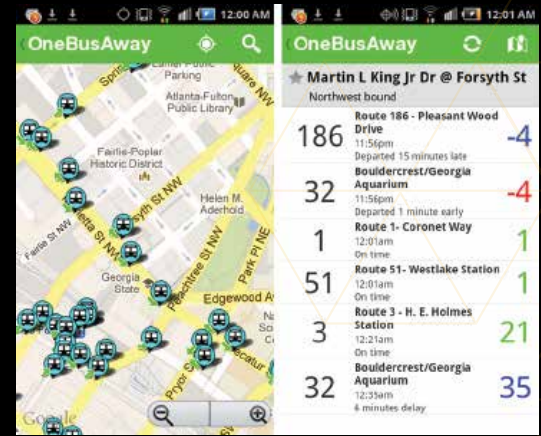 12:00 AM
OneBusAway
Parking
Atlanta-Fulton
Public Library
Fairlie-Poplar
Historic District
Helen M.
Aderhold
Fairlie St NW
Peachtree St NW
Park Pl NE
Georgia
State
Edgewood A
Pryor S
ecatur
Google
12:01 AM
OneBusAway
Martin L King Jr Dr @ Forsyth St
Northwest bound
186
Route 186 - Pleasant Wood
Drive
11:56pm
Departed 15 minutes late
-4
32
Bouldercrest/Georgia
Aquarium
11:56pm
Departed 1 minute early
-4
1
Route 1- Coronet Way
12:01am
On time
1
51
Route 51- Westlake Station
12:01am
On time
1
3
Route 3 - H. E. Holmes
Station
12:21am
On time
21
32
Bouldercrest/Georgia
Aquarium
12:35am
4 minutes delay
35